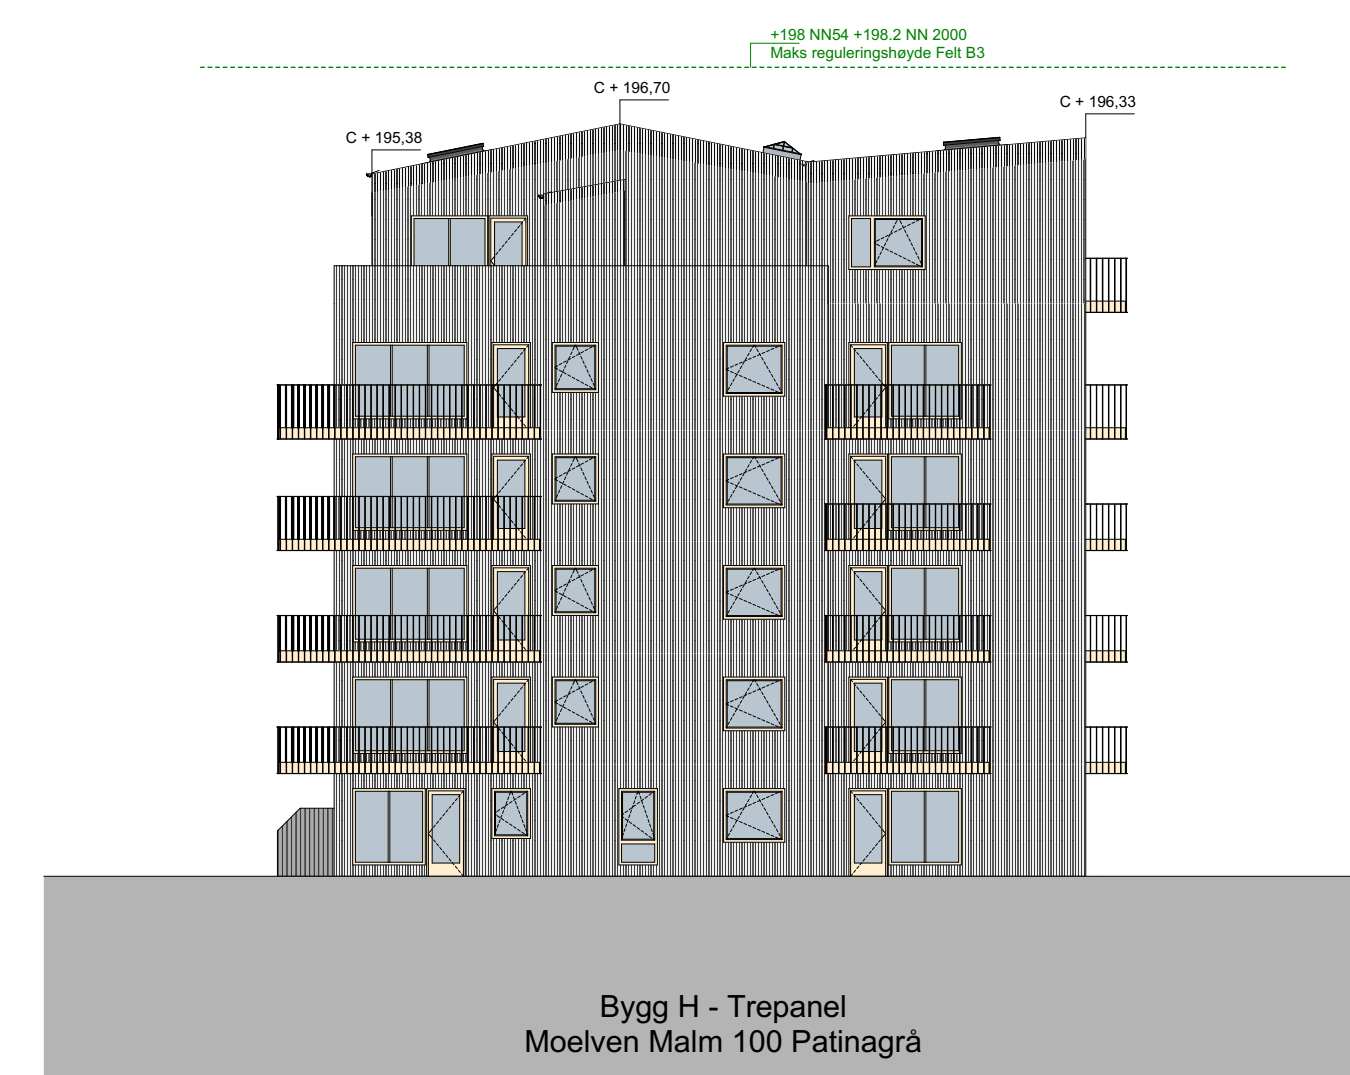 +198 NN54 +198.2 NN 2000
Maks reguleringshøyde Felt B3
C + 196,70
C + 196,33
C + 195,38
Bygg H - Trepanel
Moelven Malm 100 Patinagrå